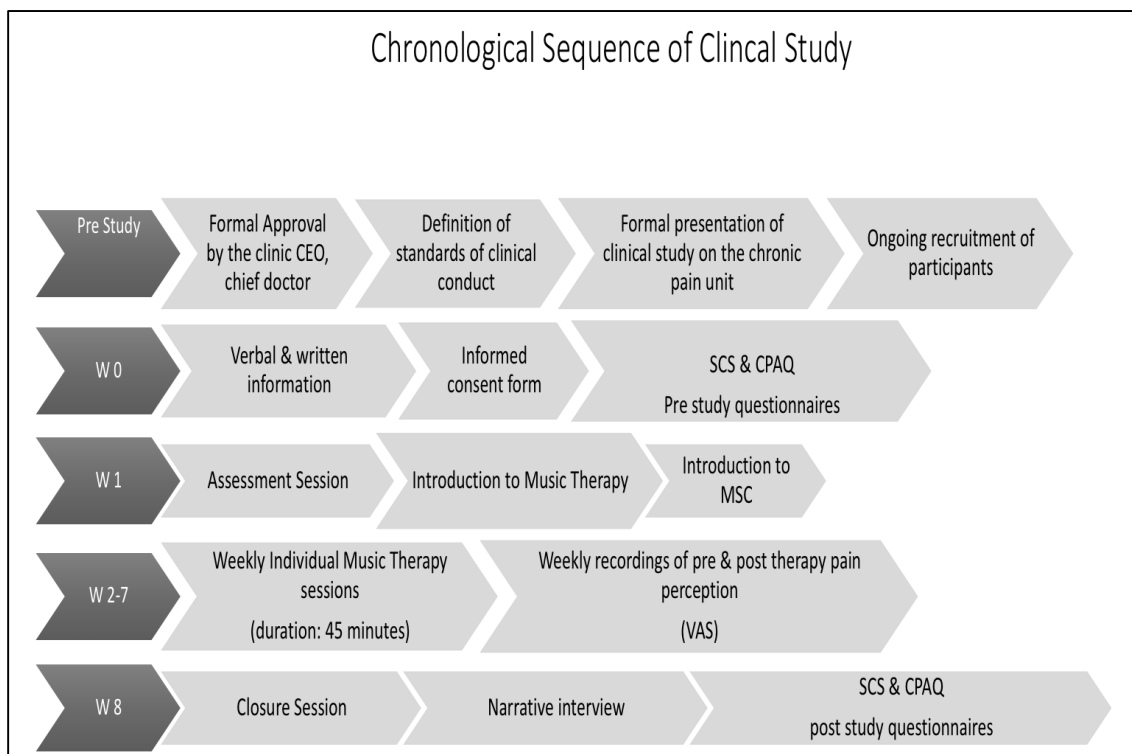 Chronological Sequence of Clincal Study
Pre Study
Formal Approval
by the clinic CEO,
chief doctor
Definition of
standards of clinical
conduct
Formal presentation of
clinical study on the chronic
pain unit
Ongoing recruitment of
participants
W 0
Verbal & written
information
Informed
consent form
SCS & CPAQ
Pre study questionnaires
W 1
Assessment Session
Introduction to Music Therapy
Introduction to
MSC
W 2-7
Weekly Individual Music Therapy
sessions
(duration: 45 minutes)
Weekly recordings of pre & post therapy pain
perception
(VAS)
W 8
Closure Session
Narrative interview
SCS & CPAQ
post study questionnaires